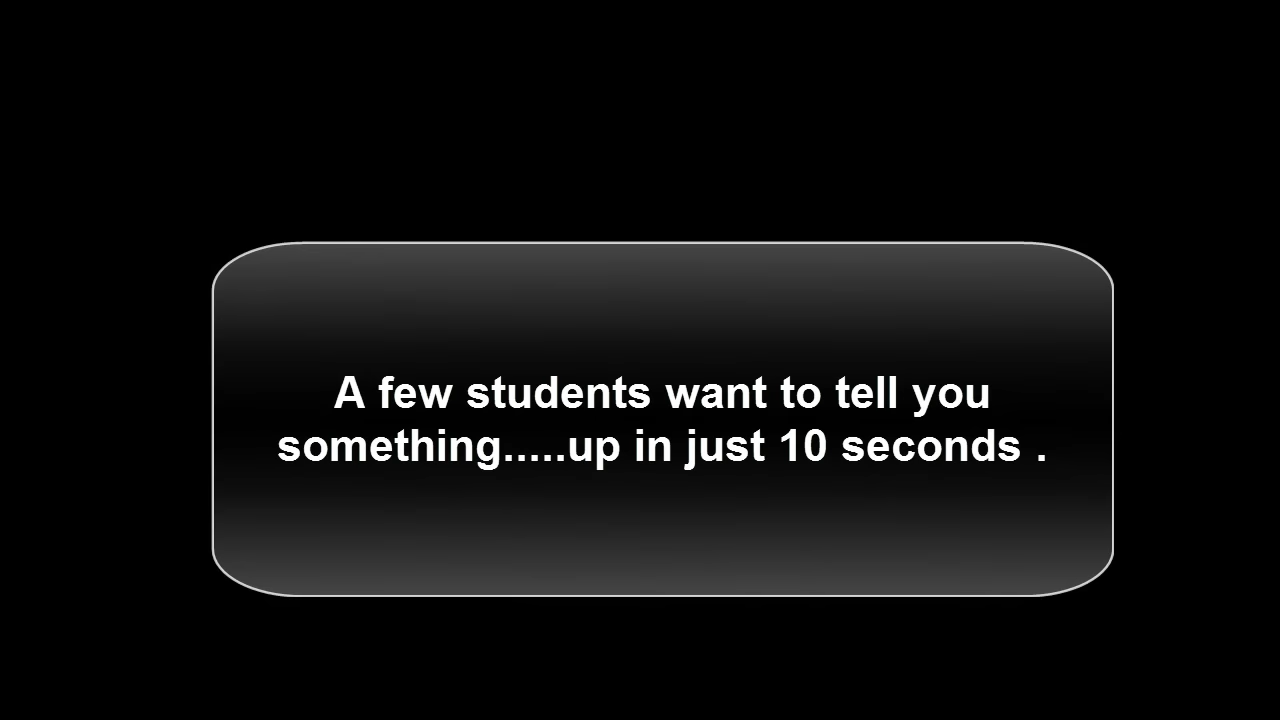 A few students want to tell you
something.....up in just 10 seconds .